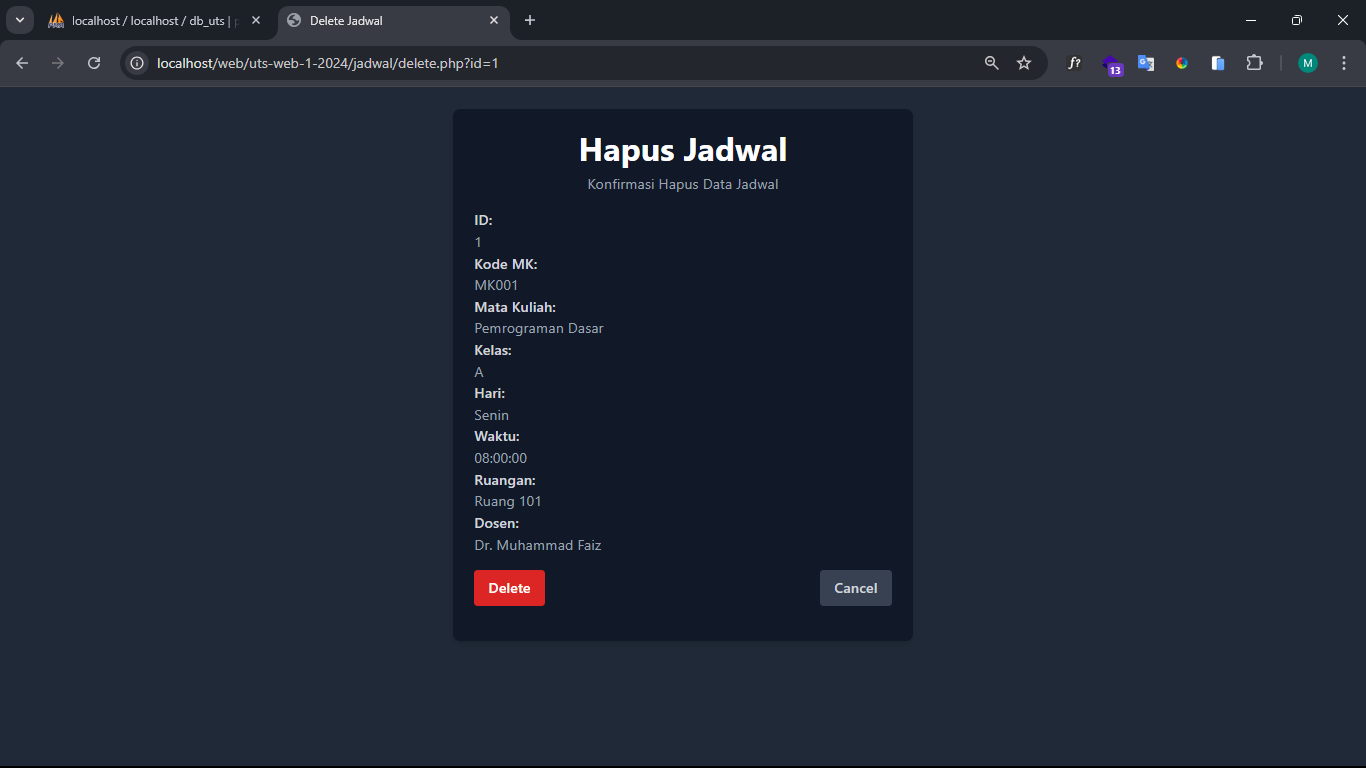 localhost / localhost / db_uts |
Delete Jadwal
localhost/web/uts-web-1-2024/jadwal/delete.php?id=1
f?
13
M
Hapus Jadwal
Konfirmasi Hapus Data Jadwal
ID:
1
Kode MK:
MK001
Mata Kuliah:
Pemrograman Dasar
Kelas:
A
Hari:
Senin
Waktu:
08:00:00
Ruangan:
Ruang 101
Dosen:
Dr. Muhammad Faiz
Delete
Cancel